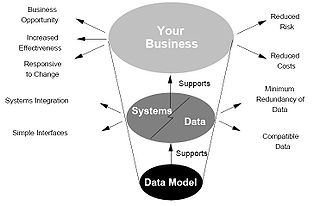 Business
Opportunity
Increased
Effectiveness
Responsive
to Change
Your
Business
Reduced
Risk
Reduced
Costs
Supports
Systems Integration
Simple Interfaces
Systems
Data
Minimum
Redundancy of
Data
Compatible
Data
Supports
Data Model